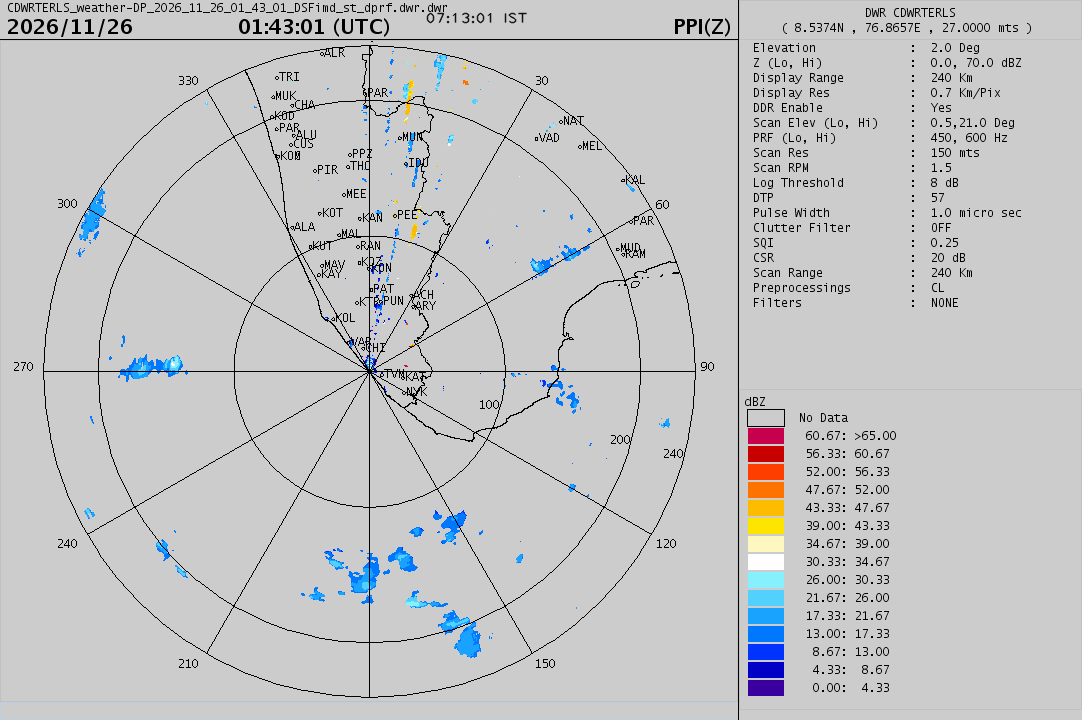 CDWRTERLS_weather-DP_2026_11_26_01_43_01_DSFimd_st_dprf.dwr.dwr
07:13:01 IST
2026/11/26 01:43:01 (UTC) PPI(Z)
DWR CDWRTERLS
( 8.5374N , 76.8657E , 27.0000 mts )
Elevation : 2.0 Deg
Z (Lo, Hi) : 0.0, 70.0 dBZ
Display Range : 240 Km
Display Res : 0.7 Km/Pix
DDR Enable : Yes
Scan Elev (Lo, Hi) : 0.5,21.0 Deg
PRF (Lo, Hi) : 450, 600 Hz
Scan Res : 150 mts
Scan RPM : 1.5
Log Threshold : 8 dB
DTP : 57
Pulse Width : 1.0 micro sec
Clutter Filter : OFF
SQI : 0.25
CSR : 20 dB
Scan Range : 240 Km
Preprocessings : CL
Filters : NONE
dBZ
No Data
60.67: >65.00
56.33: 60.67
52.00: 56.33
47.67: 52.00
43.33: 47.67
39.00: 43.33
34.67: 39.00
30.33: 34.67
26.00: 30.33
21.67: 26.00
17.33: 21.67
13.00: 17.33
8.67: 13.00
4.33: 8.67
0.00: 4.33
ALR
TRI
330
30
PAR
MUK
CHA
KOD
NAT
PAR
ALU
MUN
VAD
CUS
MEL
KOM
PPZ
IDU
THO
PIR
KAL
MEE
300
60
KOT
KAN
PEE
PAR
ALA
MAL
KUT
RAN
MUD
RAM
MAV
KOZ
KON
KAY
PAT
ACH
KTR
PUN
ARY
KOL
VAR
CHI
270
90
TVM
KAT
NYK
100
200
240
240
120
210
150